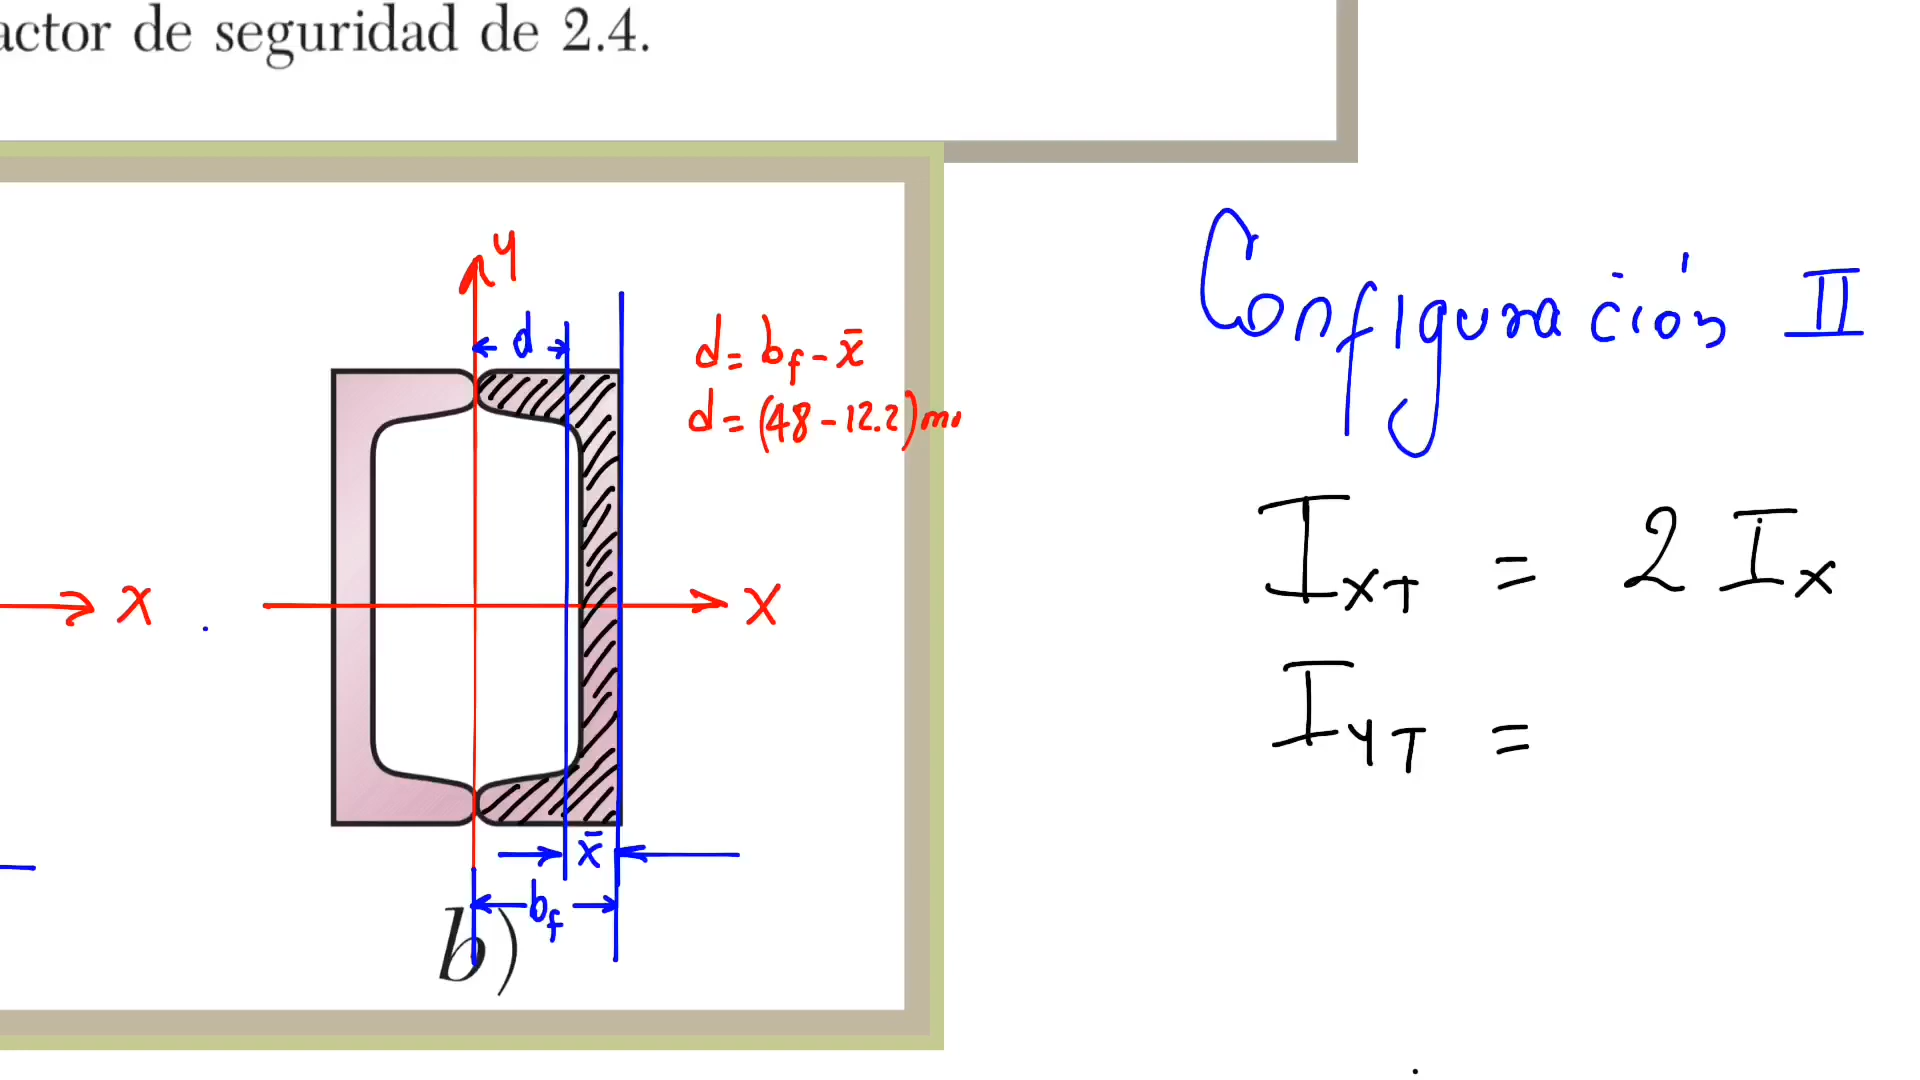 actor de seguridad de 2.4.
y
d
d = b_f - x̄
d = (48 - 12.2) m
x
x
x̄
b_f
b)
Configuración II
I_XT = 2 I_X
I_YT =